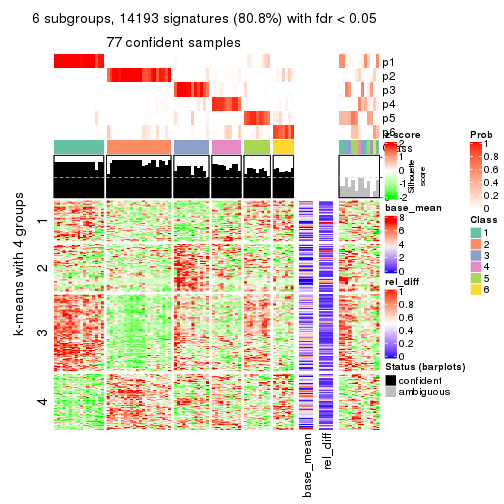 6 subgroups, 14193 signatures (80.8%) with fdr < 0.05
77 confident samples
p1
p2
p3
p4
p5
p6
Class
Silhouette
score
k-means with 4 groups
1
2
3
4
base_mean
rel_diff
z-score
2
1
0
-1
-2
base_mean
8
6
4
2
0
rel_diff
1
0.8
0.6
0.4
0.2
0
Status (barplots)
confident
ambiguous
Prob
1
0.8
0.6
0.4
0.2
0
Class
1
2
3
4
5
6